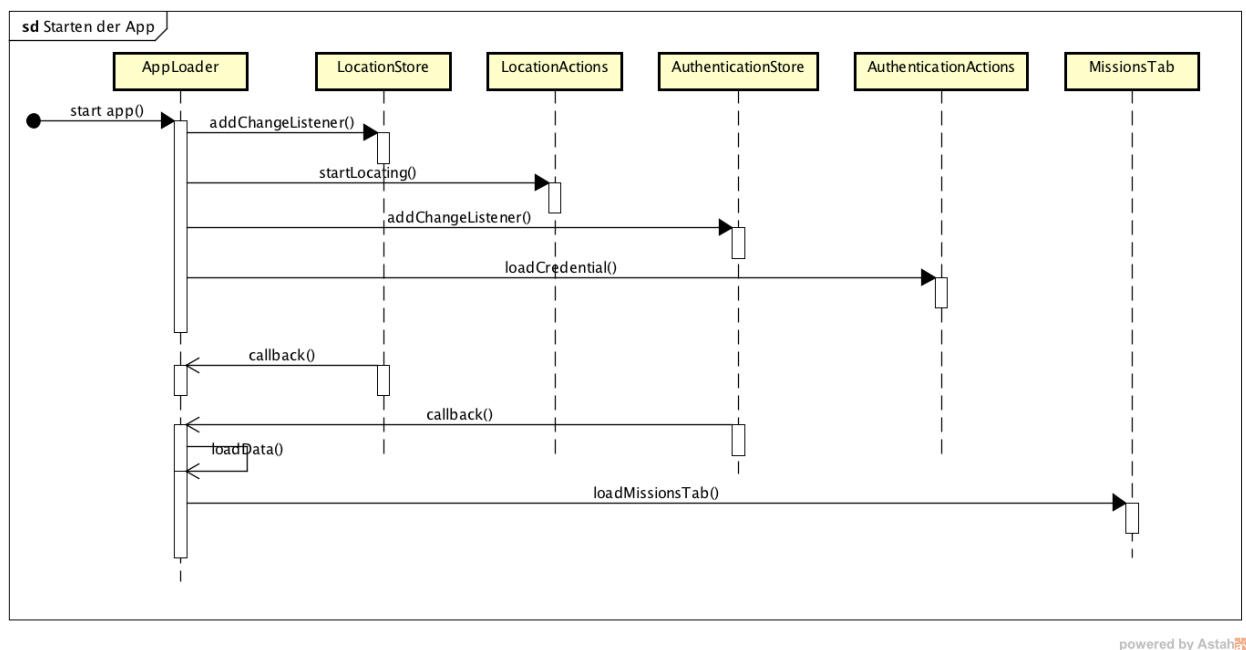 sd Starten der App
AppLoader
LocationStore
LocationActions
AuthenticationStore
AuthenticationActions
MissionsTab
start app()
addChangeListener()
startLocating()
addChangeListener()
loadCredential()
callback()
callback()
loadData()
loadMissionsTab()
powered by Astah